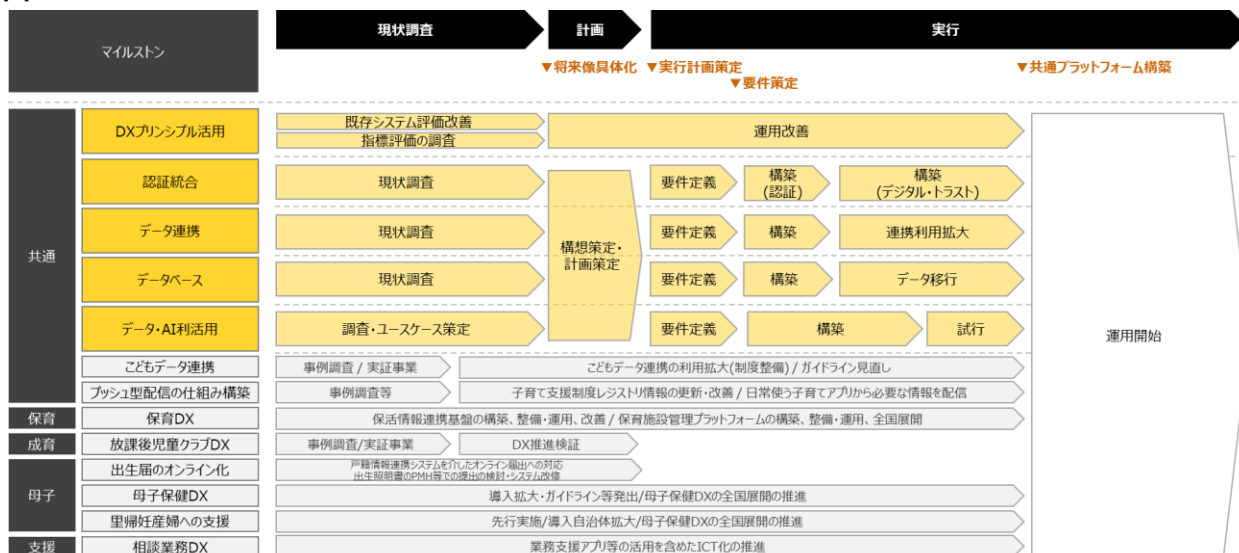 マイルストン
現状調査
計画
実行
▼将来像具体化
▼実行計画策定
▼要件策定
▼共通プラットフォーム構築
共通
DXプリンシプル活用
既存システム評価改善
指標評価の調査
運用改善
認証統合
現状調査
構想策定・
計画策定
要件定義
構築
(認証)
構築
(デジタル・トラスト)
データ連携
現状調査
要件定義
構築
連携利用拡大
データベース
現状調査
要件定義
構築
データ移行
データ・AI利活用
調査・ユースケース策定
要件定義
構築
試行
運用開始
こどもデータ連携
事例調査 / 実証事業
こどもデータ連携の利用拡大(制度整備) / ガイドライン見直し
プッシュ型配信の仕組み構築
事例調査等
子育て支援制度レジストリ情報の更新・改善 / 日常使う子育てアプリから必要な情報を配信
保育
保育DX
保活情報連携基盤の構築、整備・運用、改善 / 保育施設管理プラットフォームの構築、整備・運用、全国展開
成育
放課後児童クラブDX
事例調査/実証事業
DX推進検証
母子
出生届のオンライン化
戸籍情報連携システムを介したオンライン届出への対応
出生照明書のPMH等での提出の検討・システム改修
母子保健DX
導入拡大・ガイドライン等発出/母子保健DXの全国展開の推進
里帰妊産婦への支援
先行実施/導入自治体拡大/母子保健DXの全国展開の推進
支援
相談業務DX
業務支援アプリ等の活用を含めたICT化の推進